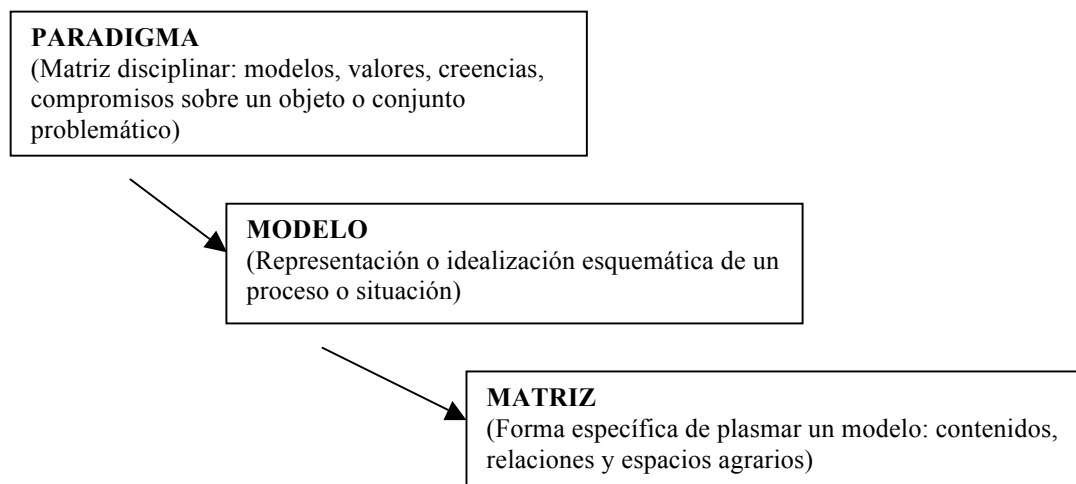 PARADIGMA
(Matriz disciplinar: modelos, valores, creencias,
compromisos sobre un objeto o conjunto
problemático)
MODELO
(Representación o idealización esquemática de un
proceso o situación)
MATRIZ
(Forma específica de plasmar un modelo: contenidos,
relaciones y espacios agrarios)